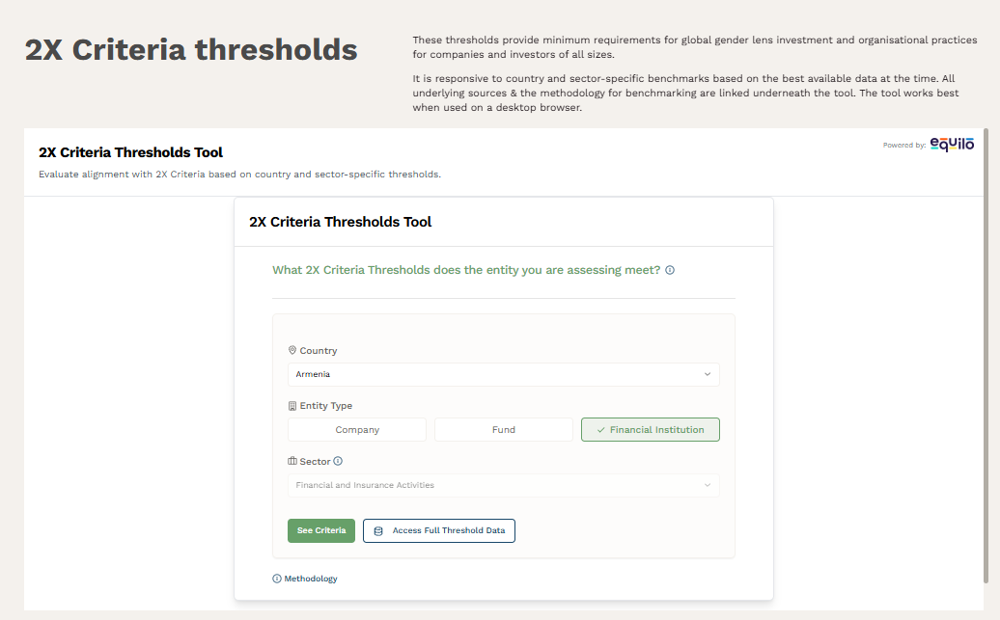 2X Criteria thresholds
These thresholds provide minimum requirements for global gender lens investment and organisational practices
for companies and investors of all sizes.
It is responsive to country and sector-specific benchmarks based on the best available data at the time. All
underlying sources & the methodology for benchmarking are linked underneath the tool. The tool works best
when used on a desktop browser.
2X Criteria Thresholds Tool
Evaluate alignment with 2X Criteria based on country and sector-specific thresholds.
Powered by: equilo
2X Criteria Thresholds Tool
What 2X Criteria Thresholds does the entity you are assessing meet?
Country
Armenia
Entity Type
Company
Fund
Financial Institution
Sector
Financial and Insurance Activities
See Criteria
Access Full Threshold Data
Methodology